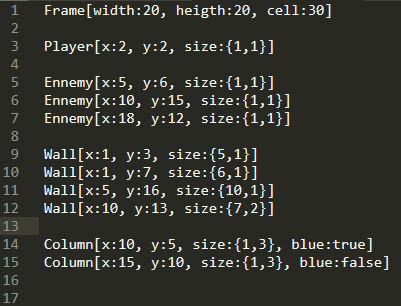 1 Frame[width:20, heigth:20, cell:30]
2
3 Player[x:2, y:2, size:{1,1}]
4
5 Ennemy[x:5, y:6, size:{1,1}]
6 Ennemy[x:10, y:15, size:{1,1}]
7 Ennemy[x:18, y:12, size:{1,1}]
8
9 Wall[x:1, y:3, size:{5,1}]
10 Wall[x:1, y:7, size:{6,1}]
11 Wall[x:5, y:16, size:{10,1}]
12 Wall[x:10, y:13, size:{7,2}]
13
14 Column[x:10, y:5, size:{1,3}, blue:true]
15 Column[x:15, y:10, size:{1,3}, blue:false]
16
17